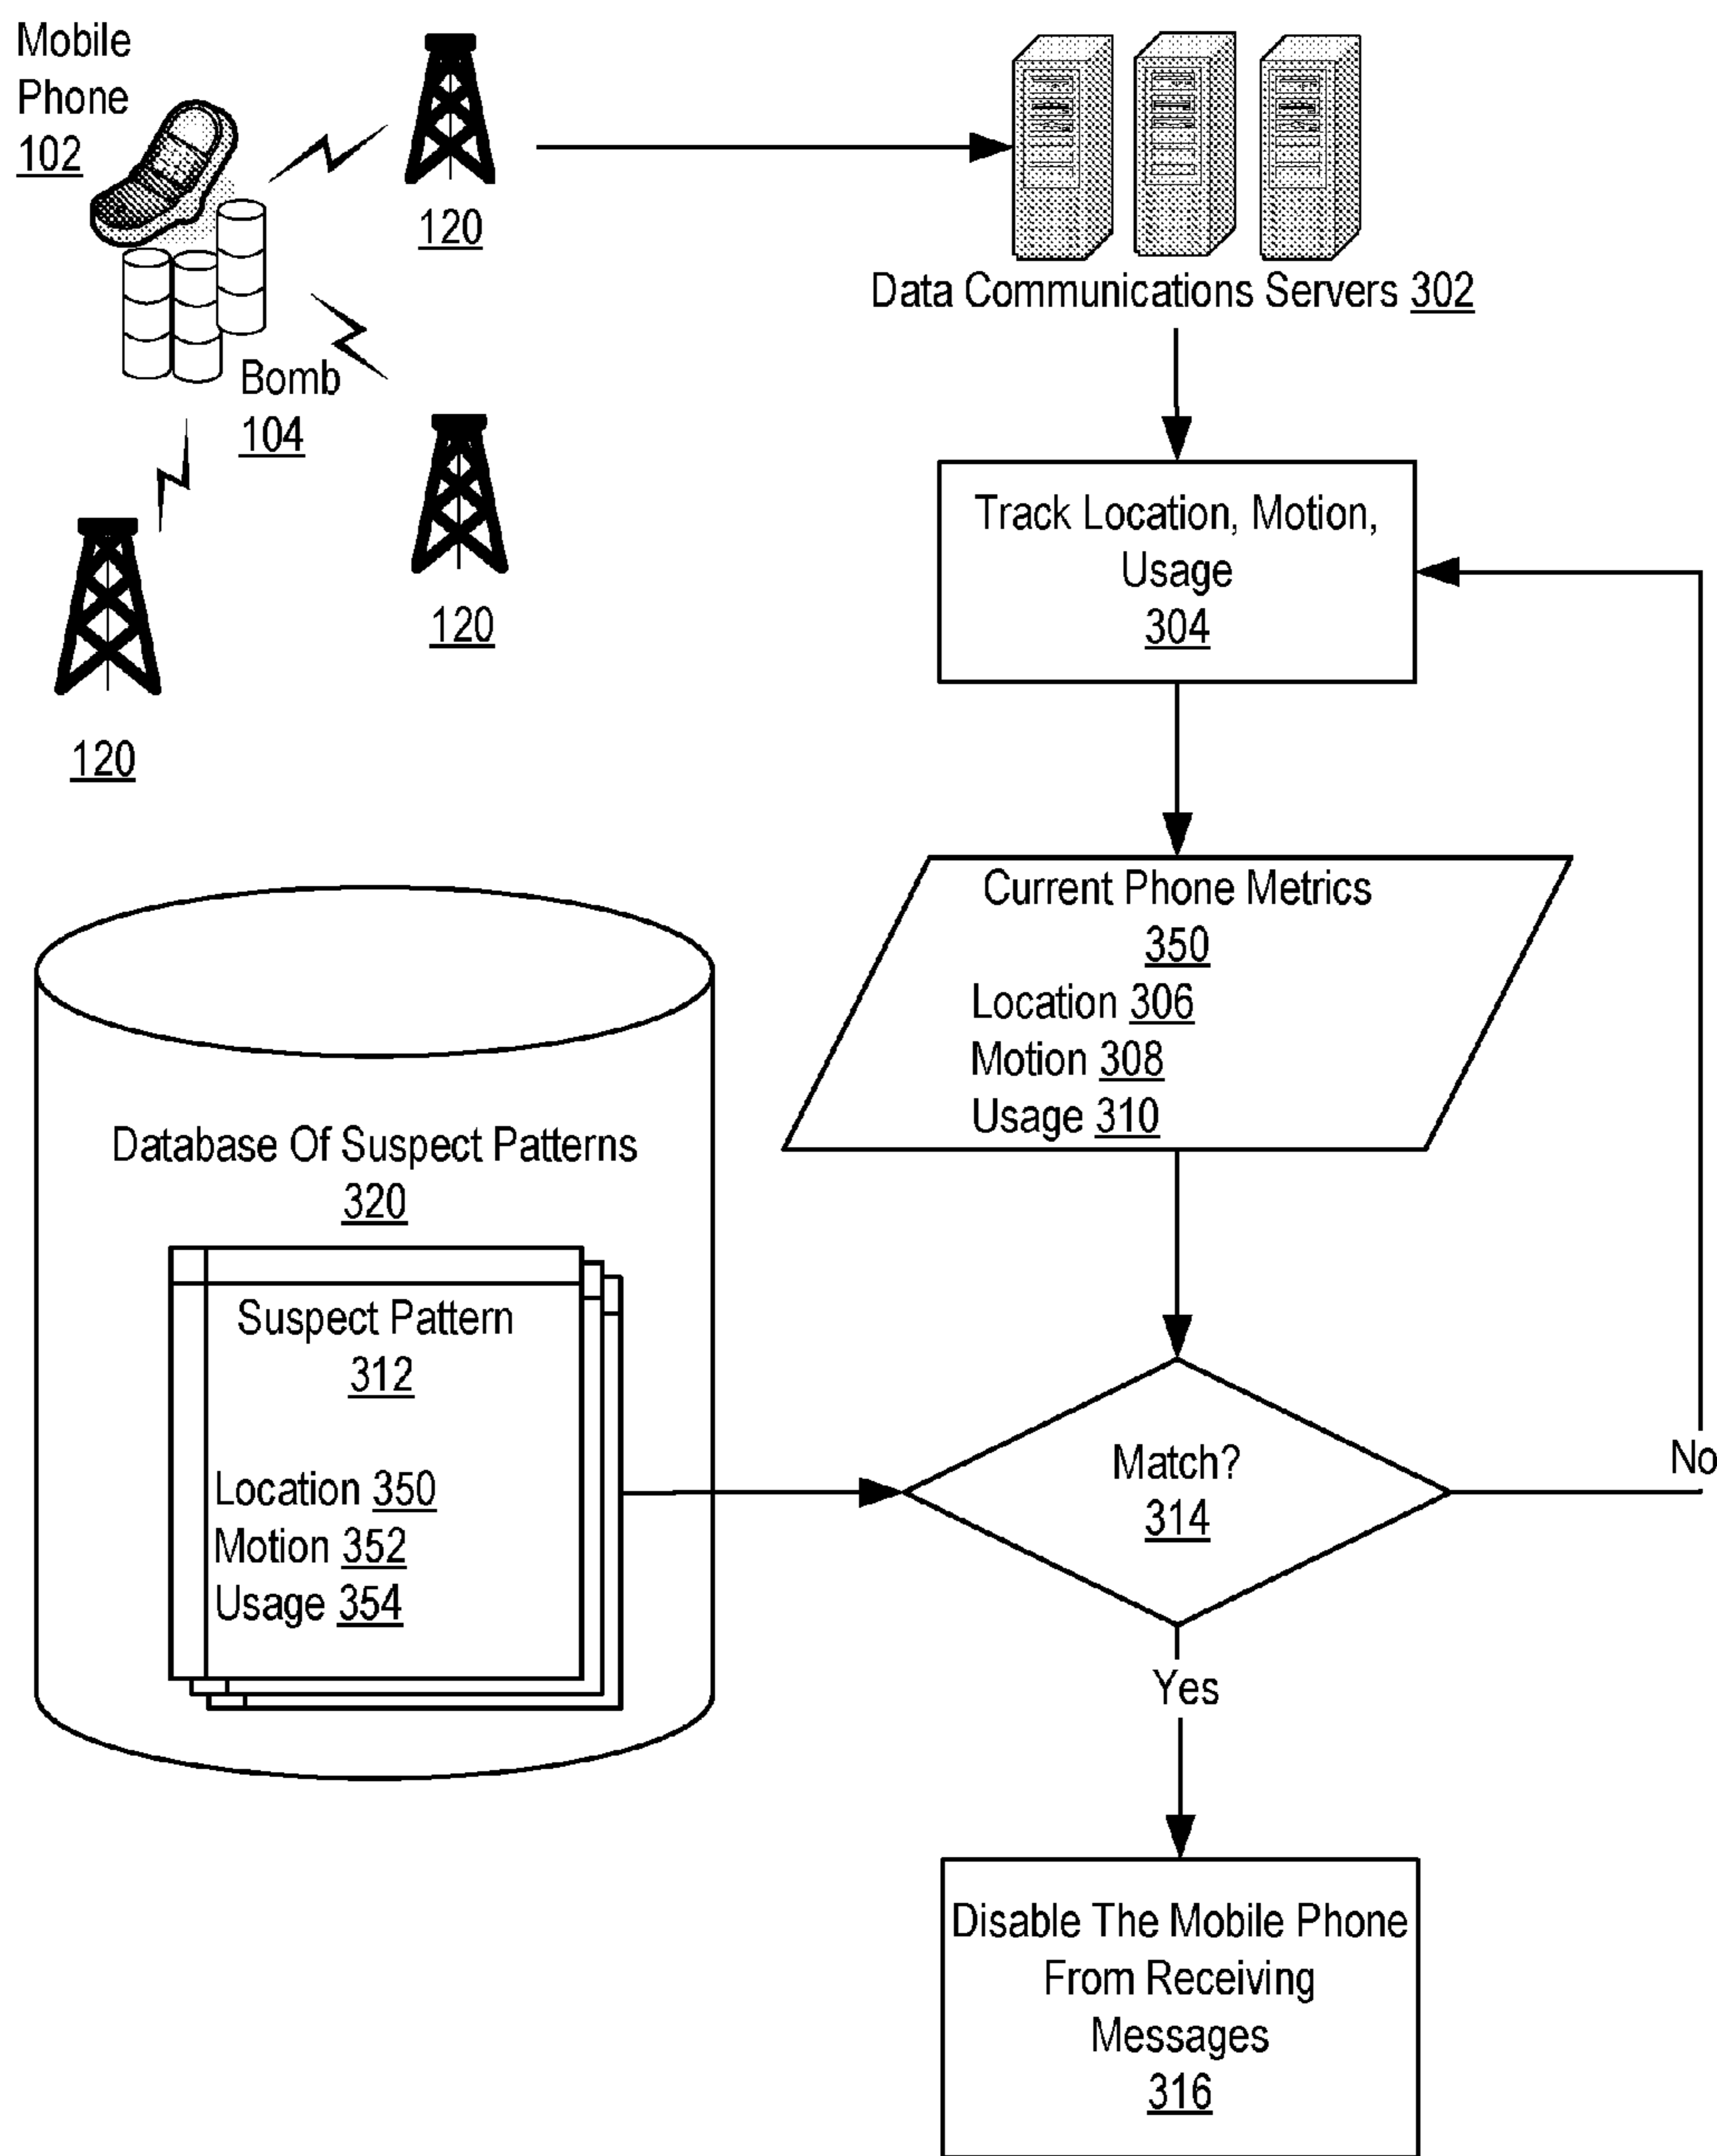 Mobile
Phone
102
120
Bomb
104
120
120
Data Communications Servers 302
Track Location, Motion,
Usage
304
Current Phone Metrics
350
Location 306
Motion 308
Usage 310
Database Of Suspect Patterns
320
Suspect Pattern
312
Location 350
Motion 352
Usage 354
Match?
314
No
Yes
Disable The Mobile Phone
From Receiving
Messages
316